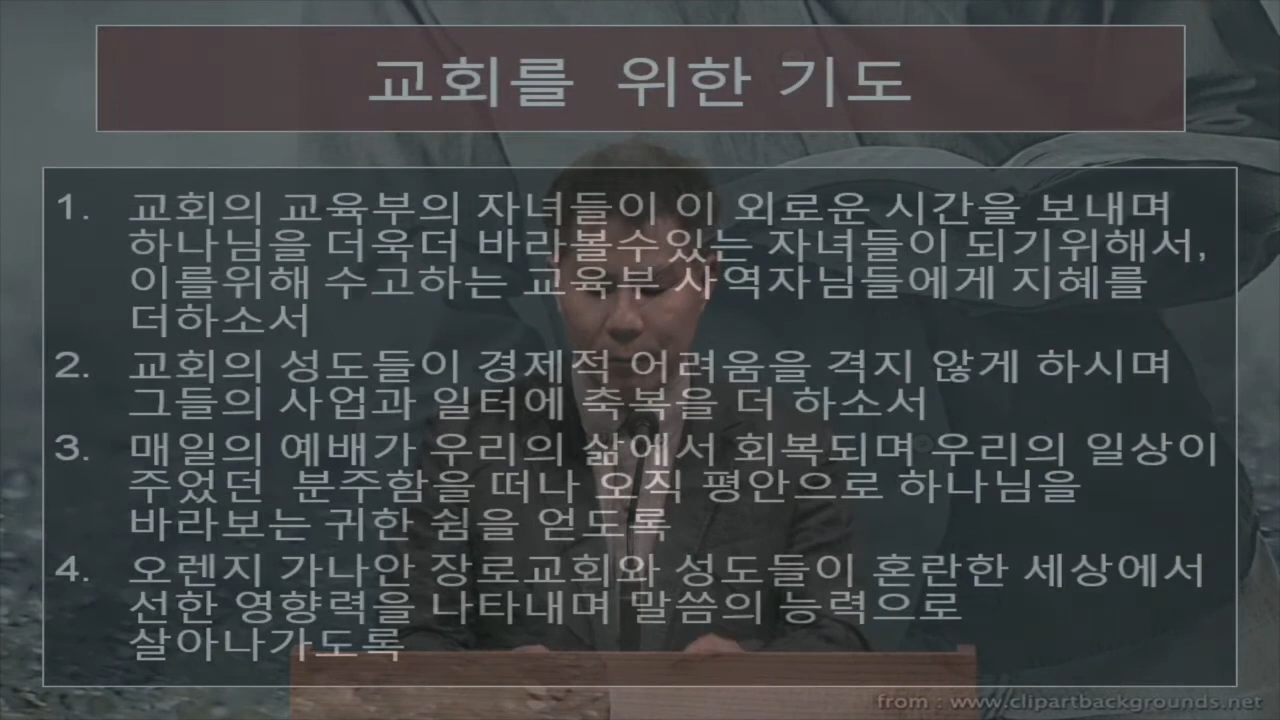 교회를 위한 기도
1. 교회의 교육부의 자녀들이 이 외로운 시간을 보내며
하나님을 더욱더 바라볼수있는 자녀들이 되기위해서,
이를위해 수고하는 교육부 사역자님들에게 지혜를
더하소서
2. 교회의 성도들이 경제적 어려움을 격지 않게 하시며
그들의 사업과 일터에 축복을 더 하소서
3. 매일의 예배가 우리의 삶에서 회복되며 우리의 일상이
주었던 분주함을 떠나 오직 평안으로 하나님을
바라보는 귀한 쉼을 얻도록
4. 오렌지 가나안 장로교회와 성도들이 혼란한 세상에서
선한 영향력을 나타내며 말씀의 능력으로
살아나가도록
from : www.clipartbackgrounds.net